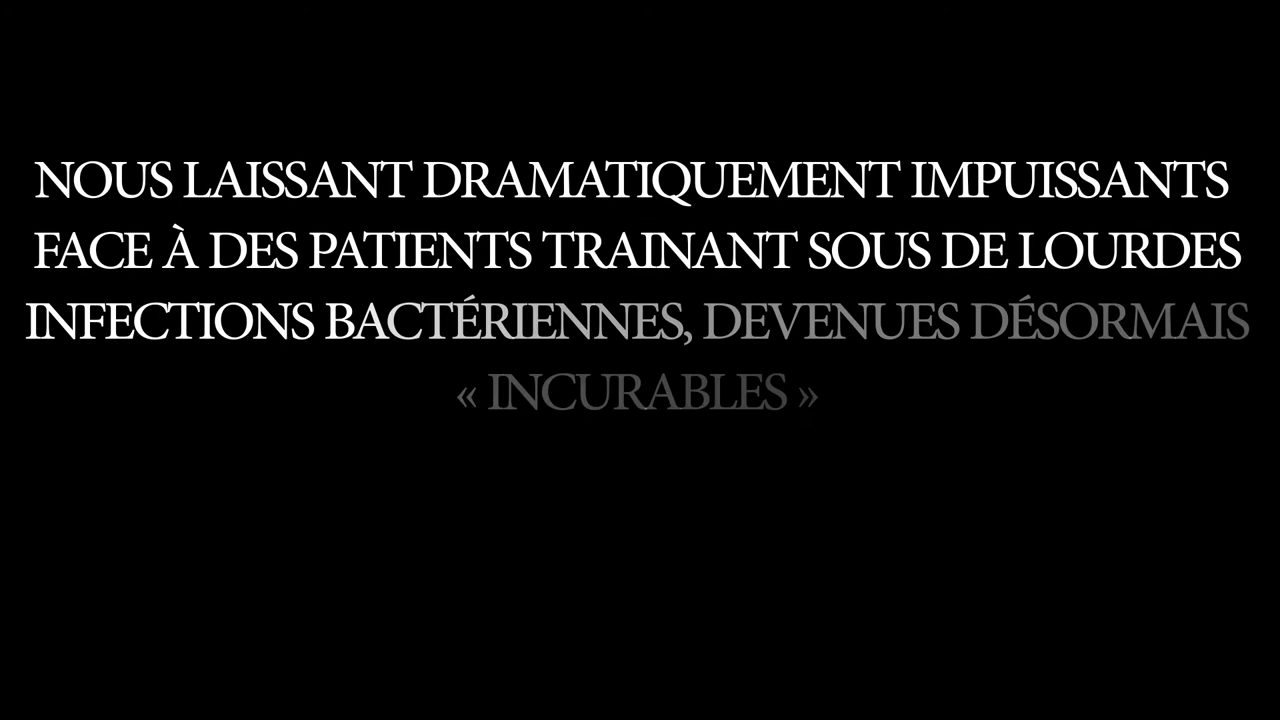 NOUS LAISSANT DRAMATIQUEMENT IMPUISSANTS
FACE À DES PATIENTS TRAINANT SOUS DE LOURDES
INFECTIONS BACTÉRIENNES, DEVENUES DÉSORMAIS
« INCURABLES »